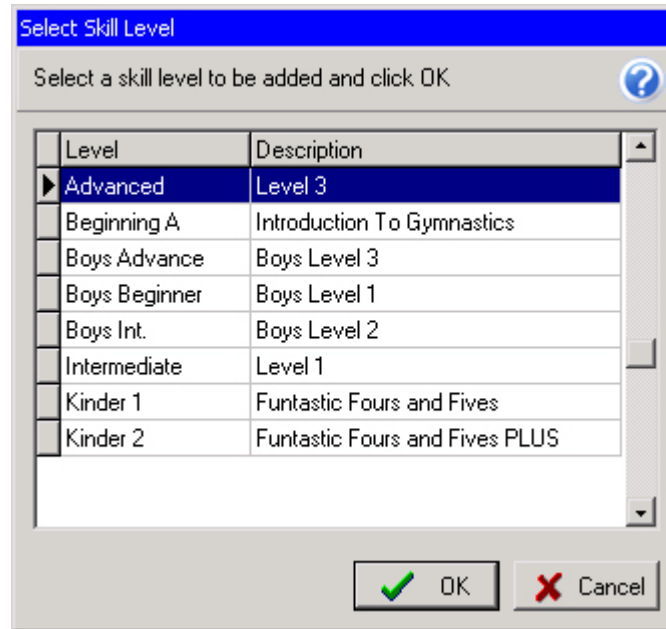 Select Skill Level
Select a skill level to be added and click OK
Level Description
Advanced Level 3
Beginning A Introduction To Gymnastics
Boys Advance Boys Level 3
Boys Beginner Boys Level 1
Boys Int. Boys Level 2
Intermediate Level 1
Kinder 1 Funtastic Fours and Fives
Kinder 2 Funtastic Fours and Fives PLUS
OK Cancel